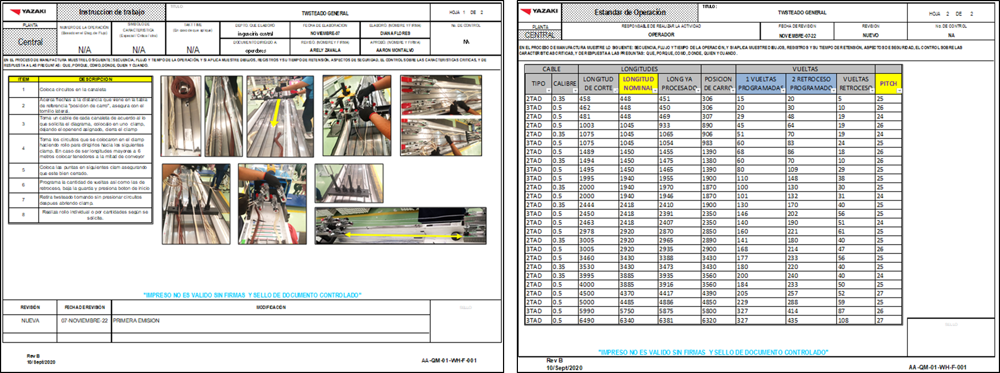 YAZAKI
Instruccion de trabajo
TITULO:
TWSTEADO GENERAL
HOJA 1 DE 2
PLANTA
Central
NUMERO DE LA OPERACIÓN
(Basado en el Diag. de Flujo)
N/A
SIMBOLO DE
CARACTERISTICA
(Especial / Critica / otra)
N/A
TAKT TIME
(En caso de que aplique)
N/A
DEPTO. QUE ELABORÓ
ingenieria central
FECHA DE ELABORACIÓN
NOVIEMBRE-07
ELABORÓ: (NOMBRE Y FIRMA)
DIANA FLORES
No. DE CONTROL
NA
DOCUMENTO DIRIGIDO A:
operadores
REVISÓ: (NOMBRE Y FIRMA)
ARELY ZAVALA
APROBÓ: (NOMBRE Y FIRMA)
AARON MONTALVO
EN EL PROCESO DE MANUFACTURA MUESTRE LO SIGUIENTE: SECUENCIA, FLUJO Y TIEMPO DE LA OPERACIÓN, Y SI APLICA MUESTRE DIBUJOS, REGISTROS Y SU TIEMPO DE RETENCIÓN, ASPECTOS DE SEGURIDAD, EL CONTROL SOBRE LAS CARACTERISTICAS CRITICAS, Y DE
RESPUESTA A LAS PREGUNTAS: QUE, PORQUE, COMO, DONDE, QUIEN Y CUANDO.
ITEM DESCRIPCION
1 Coloca circuitos en la canaleta
2 Acerca flechas a la distancia que viene en la tabla
de referencia "posicion de carro", asegura con el
tornillo lateral.
3 Toma un cable de cada canaleta de acuerdo al lo
que solicita el diagrama, colocalo en uno clamp,
dejando el openend asignado, cierra el clamp
4 Toma los circuitos que se colocaron en el clamp
haciendo rollo para dirigirlos hacia los siguientes
clamp. En caso de ser longitudes mayores a 6
metros colocar tenedores a la mitad de conveyor
5 Coloca las puntas en siguientes clam asegurando
que este bien cerrado.
6 Programa la cantidad de vueltas asi como las de
retroceso, baja la guarda y presiona boton de inicio
7 Retira twsteado tomando sin presionar circuitos
despues abriendo clamp.
8 Realiza rollo individual o por cantidades según se
solicite.
"IMPRESO NO ES VALIDO SIN FIRMAS Y SELLO DE DOCUMENTO CONTROLADO"
REVISIÓN FECHA DE REVISIÓN MODIFICACIÓN SELLO
NUEVA 07-NOVIEMBRE-22 PRIMERA EMISION
Rev B
10/Sept/2020
AA-QM-01-WH-F-001
YAZAKI
Estandar de Operación
TITULO:
TWSTEADO GENERAL
HOJA 2 DE 2
PLANTA
CENTRAL
RESPONSABLE DE REALIZAR LA ACTIVIDAD
OPERADOR
FECHA DE REVISIÓN
NOVIEMBRE-07-22
REVISIÓN
NUEVO
No. DE CONTROL
NA
EN EL PROCESO DE MANUFACTURA MUESTRE LO SIGUIENTE: SECUENCIA, FLUJO Y TIEMPO DE LA OPERACIÓN, Y SI APLICA MUESTRE DIBUJOS, REGISTROS Y SU TIEMPO DE RETENCIÓN, ASPECTOS DE SEGURIDAD, EL CONTROL SOBRE LAS
CARACTERISTICAS CRITICAS, Y DE RESPUESTA A LAS PREGUNTAS: QUE, PORQUE, COMO, DONDE, QUIEN Y CUANDO.
CABLE LONGITUDES VUELTAS
TIPO CALIBRE LONGITUD DE CORTE LONGITUD NOMINAL LONG YA PROCESADO POSICION DE CARRO 1 VUELTAS PROGRAMADAS 2 RETROCESO PROGRAMADO VUELTAS RETROCESO PITCH
2TAD 0.35 458 448 451 306 15 20 5 25
3TAD 0.5 462 448 450 306 20 30 10 26
2TAD 0.5 481 448 469 307 29 48 19 24
2TAD 0.5 1003 1045 933 890 45 64 19 26
2TAD 0.35 1075 1045 1065 906 51 70 19 24
3TAD 0.5 1075 1045 1054 983 60 83 24 25
2TAD 0.5 1489 1450 1455 1390 68 86 18 26
2TAD 0.5 1494 1450 1475 1380 60 70 10 26
3TAD 0.5 1495 1450 1465 1390 80 109 29 25
3TAD 0.5 1995 1940 1955 1900 110 148 38 25
2TAD 0.35 2000 1940 1970 1870 100 130 30 25
2TAD 0.5 2000 1940 1946 1870 101 132 31 24
2TAD 0.35 2444 2418 2410 1900 130 170 40 25
3TAD 0.5 2450 2418 2391 2350 146 202 56 25
2TAD 0.5 2463 2418 2407 2350 140 190 51 24
2TAD 0.5 2978 2920 2870 2850 160 221 61 25
2TAD 0.35 3005 2920 2965 2890 141 180 40 25
3TAD 0.5 3005 2920 2935 2900 168 214 47 26
2TAD 0.5 3460 3430 3388 3430 177 233 56 25
2TAD 0.35 3530 3430 3473 3430 180 220 40 25
2TAD 0.35 3995 3885 3935 3560 200 240 40 24
2TAD 0.5 4000 3885 3916 3560 184 233 50 25
2TAD 0.5 4500 4370 4417 4390 205 257 52 27
2TAD 0.5 5000 4485 4886 4850 229 288 59 25
3TAD 0.5 5990 5750 5875 5800 327 414 87 26
3TAD 0.5 6490 6340 6381 6320 327 435 108 27
SELLO
"IMPRESO NO ES VALIDO SIN FIRMAS Y SELLO DE DOCUMENTO CONTROLADO"
Rev B
10/Sept/2020
AA-QM-01-WH-F-001